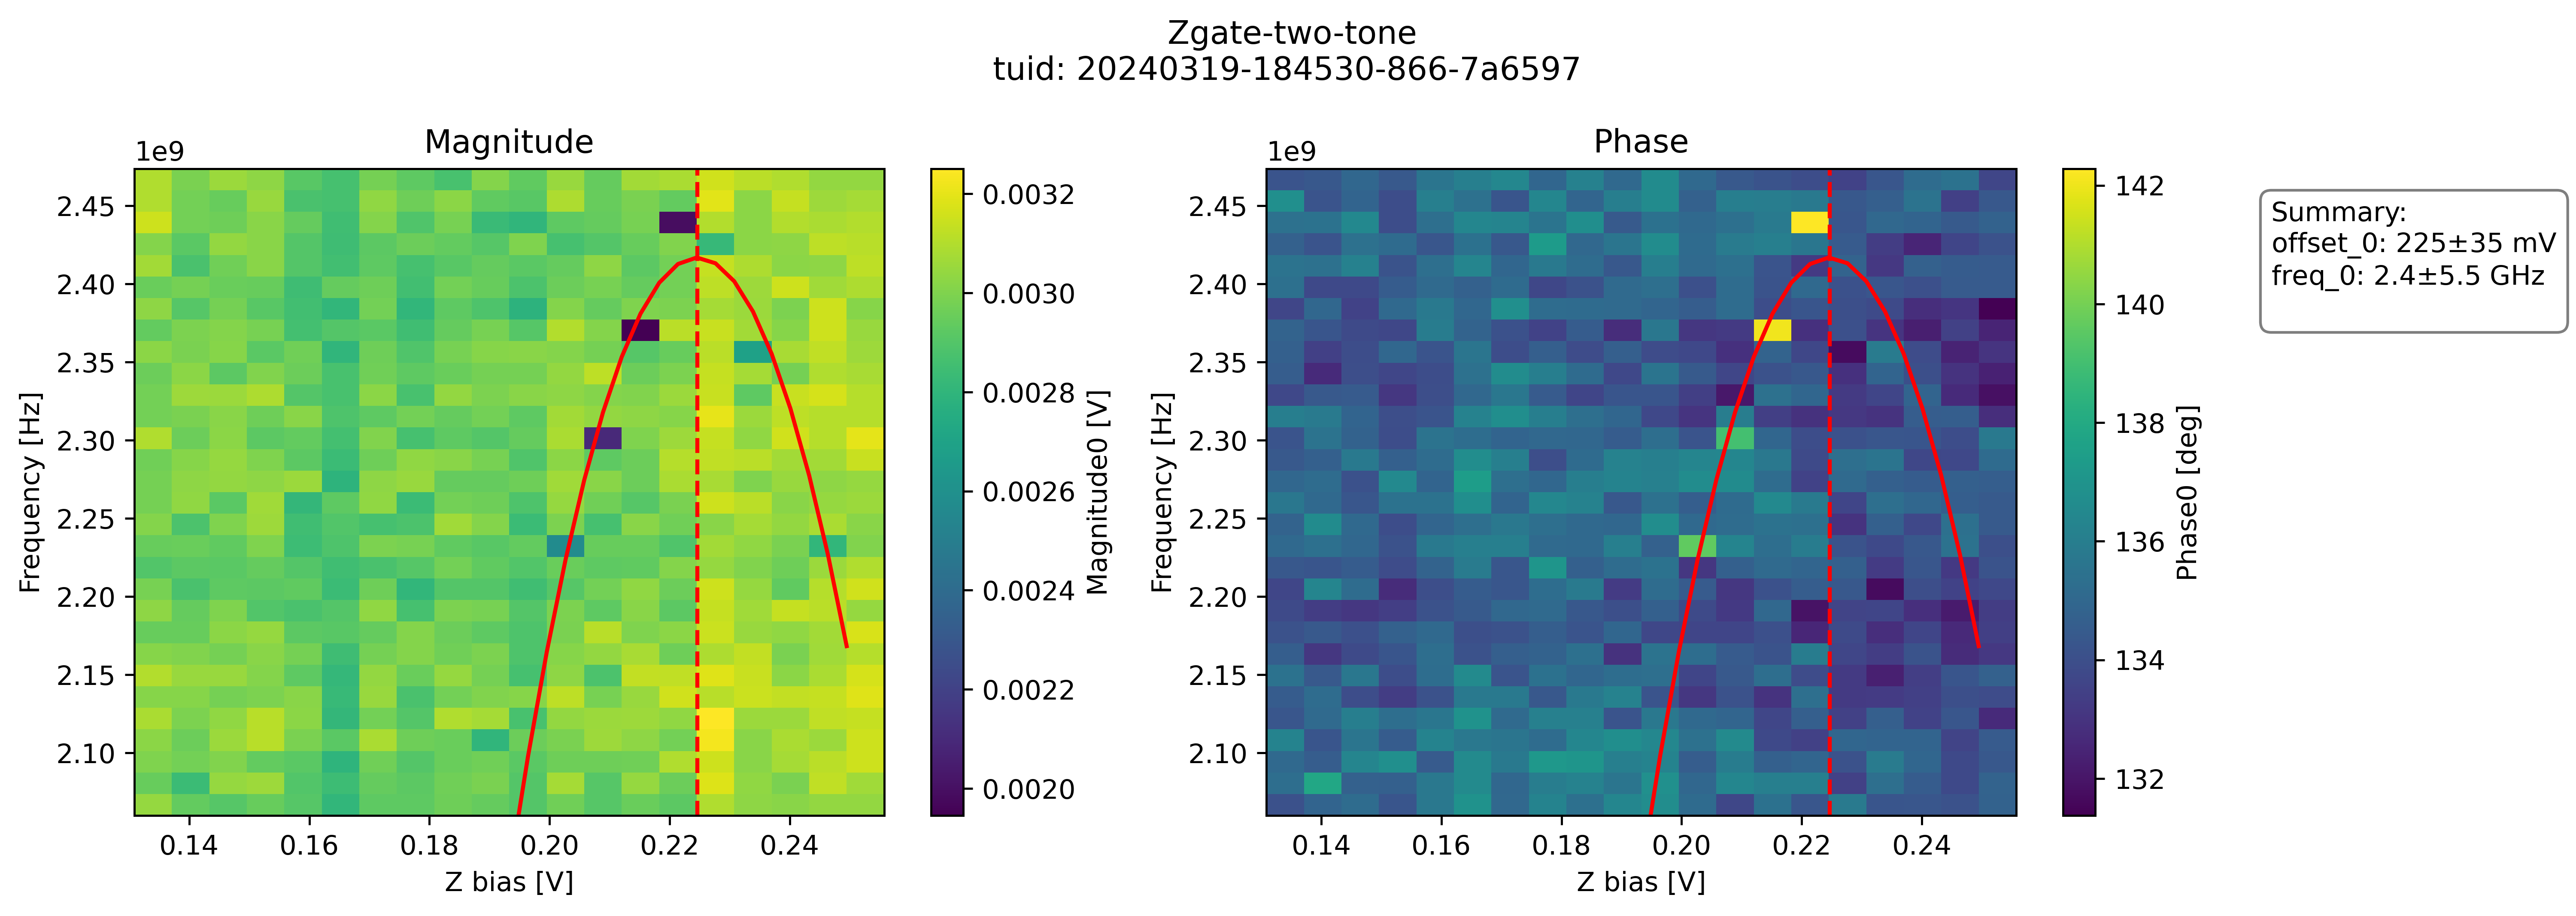 Zgate-two-tone
tuid: 20240319-184530-866-7a6597
Magnitude
1e9
2.45
2.40
2.35
2.30
2.25
2.20
2.15
2.10
Frequency [Hz]
0.14 0.16 0.18 0.20 0.22 0.24
Z bias [V]
0.0032
0.0030
0.0028
0.0026
0.0024
0.0022
0.0020
Magnitude0 [V]
Phase
1e9
2.45
2.40
2.35
2.30
2.25
2.20
2.15
2.10
Frequency [Hz]
0.14 0.16 0.18 0.20 0.22 0.24
Z bias [V]
142
140
138
136
134
132
Phase0 [deg]
Summary:
offset_0: 225±35 mV
freq_0: 2.4±5.5 GHz